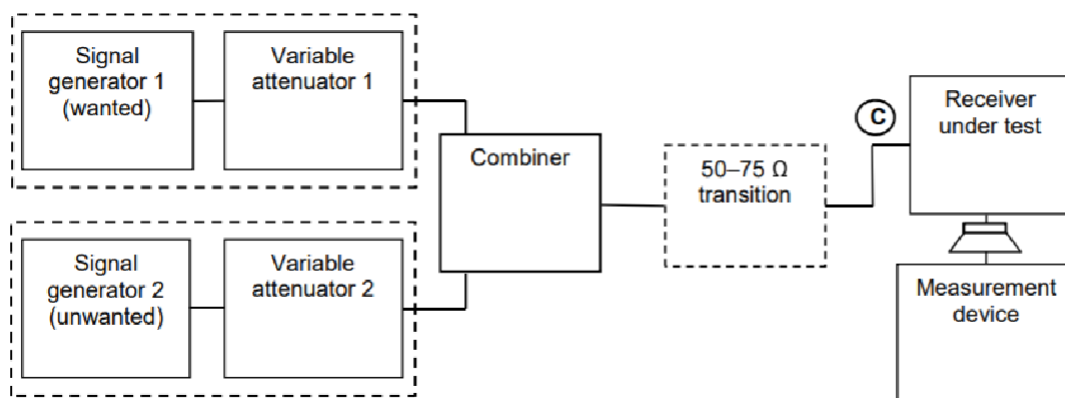 Signal
generator 1
(wanted)
Variable
attenuator 1
Combiner
50–75 Ω
transition
C
Receiver
under test
Signal
generator 2
(unwanted)
Variable
attenuator 2
Measurement
device